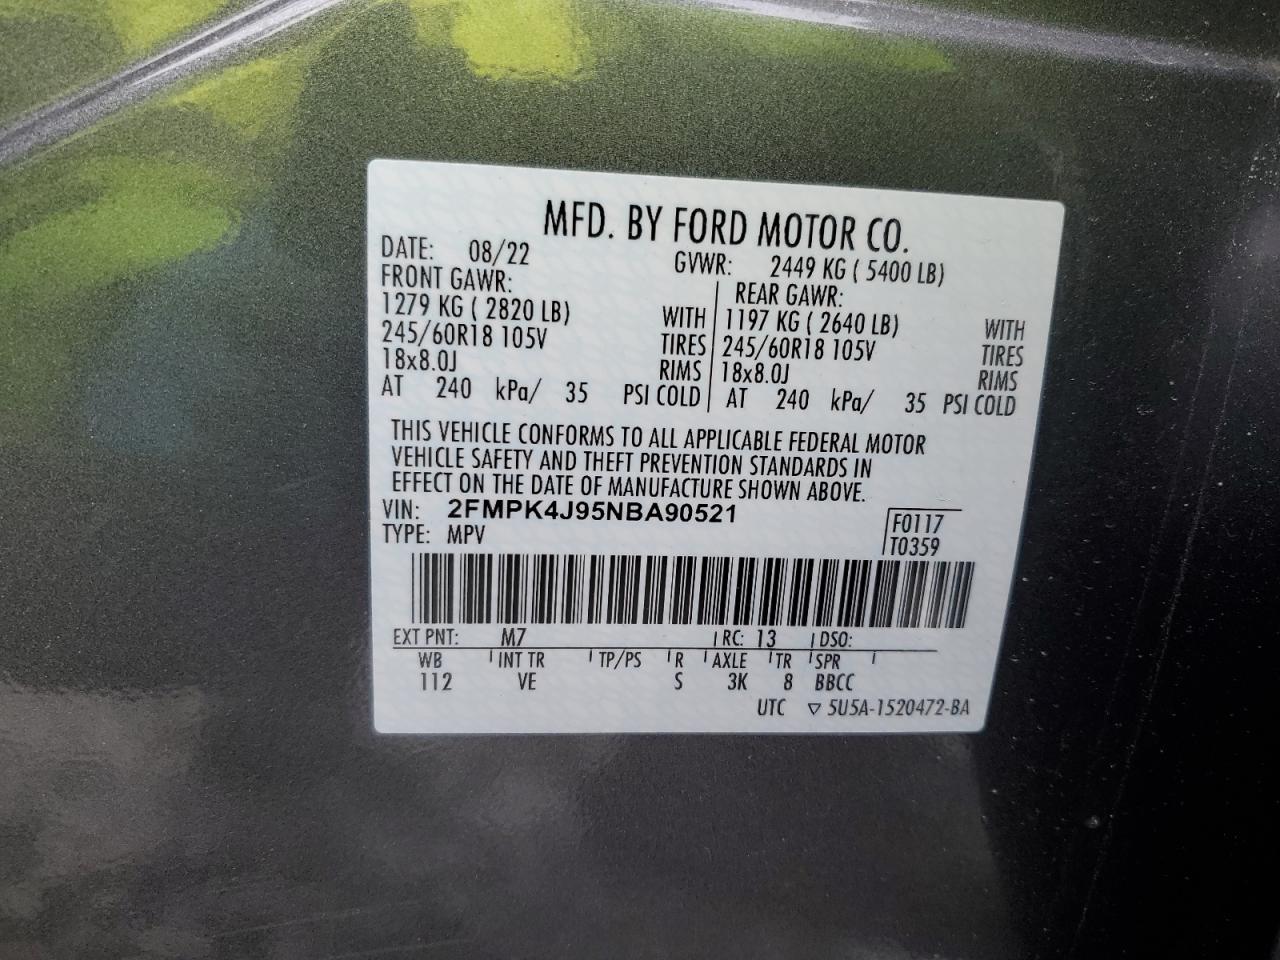 MFD. BY FORD MOTOR CO.
DATE: 08/22 GVWR: 2449 KG ( 5400 LB)
FRONT GAWR: REAR GAWR:
1279 KG ( 2820 LB) WITH 1197 KG ( 2640 LB) WITH
245/60R18 105V TIRES 245/60R18 105V TIRES
18x8.0J RIMS 18x8.0J RIMS
AT 240 kPa/ 35 PSI COLD AT 240 kPa/ 35 PSI COLD
THIS VEHICLE CONFORMS TO ALL APPLICABLE FEDERAL MOTOR
VEHICLE SAFETY AND THEFT PREVENTION STANDARDS IN
EFFECT ON THE DATE OF MANUFACTURE SHOWN ABOVE.
VIN: 2FMPK4J95NBA90521 F0117
TYPE: MPV T0359
EXT PNT: M7 RC: 13 DSO:
WB INT TR TP/PS R AXLE TR SPR
112 VE S 3K 8 BBCC
UTC ▽ 5U5A-1520472-BA